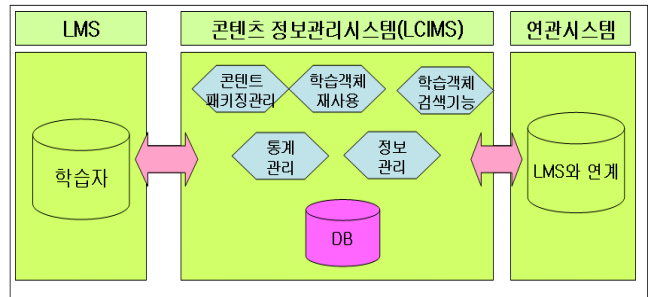 LMS
콘텐츠 정보관리시스템(LCIMS)
연관시스템
콘텐트
패키징관리
학습객체
재사용
학습객체
검색기능
통계
관리
정보
관리
학습자
LMS와 연계
DB